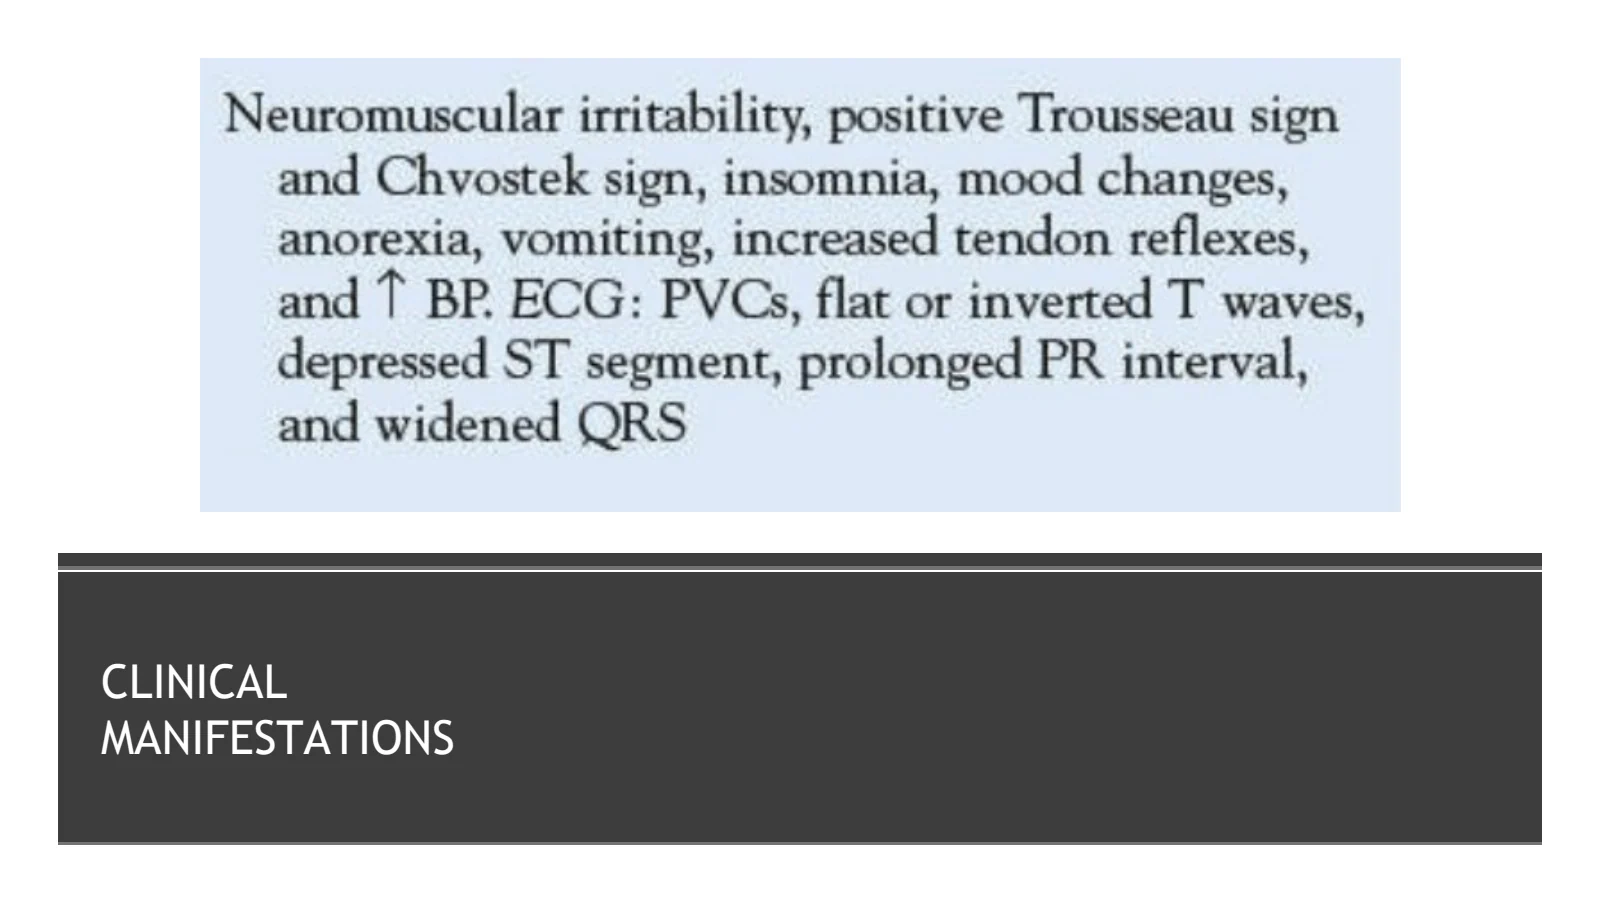 Neuromuscular irritability, positive Trousseau sign
and Chvostek sign, insomnia, mood changes,
anorexia, vomiting, increased tendon reflexes,
and ↑ BP. ECG: PVCs, flat or inverted T waves,
depressed ST segment, prolonged PR interval,
and widened QRS
CLINICAL
MANIFESTATIONS